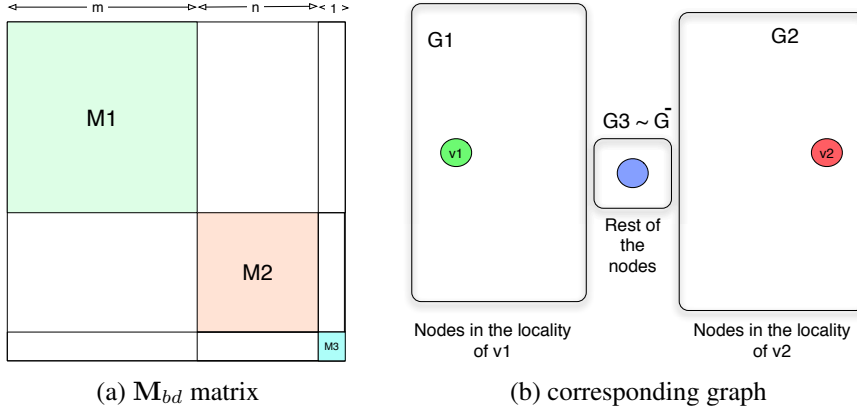 m n 1
M1
M2
M3
(a) M_bd matrix
G1
G2
G3 ~ G̅
v1
v2
Rest of
the
nodes
Nodes in the locality
of v1
Nodes in the locality
of v2
(b) corresponding graph